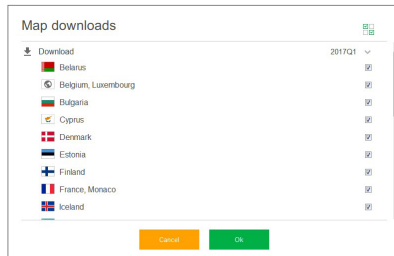 Map downloads
Download 2017Q1
Belarus
Belgium, Luxembourg
Bulgaria
Cyprus
Denmark
Estonia
Finland
France, Monaco
Iceland
Cancel Ok